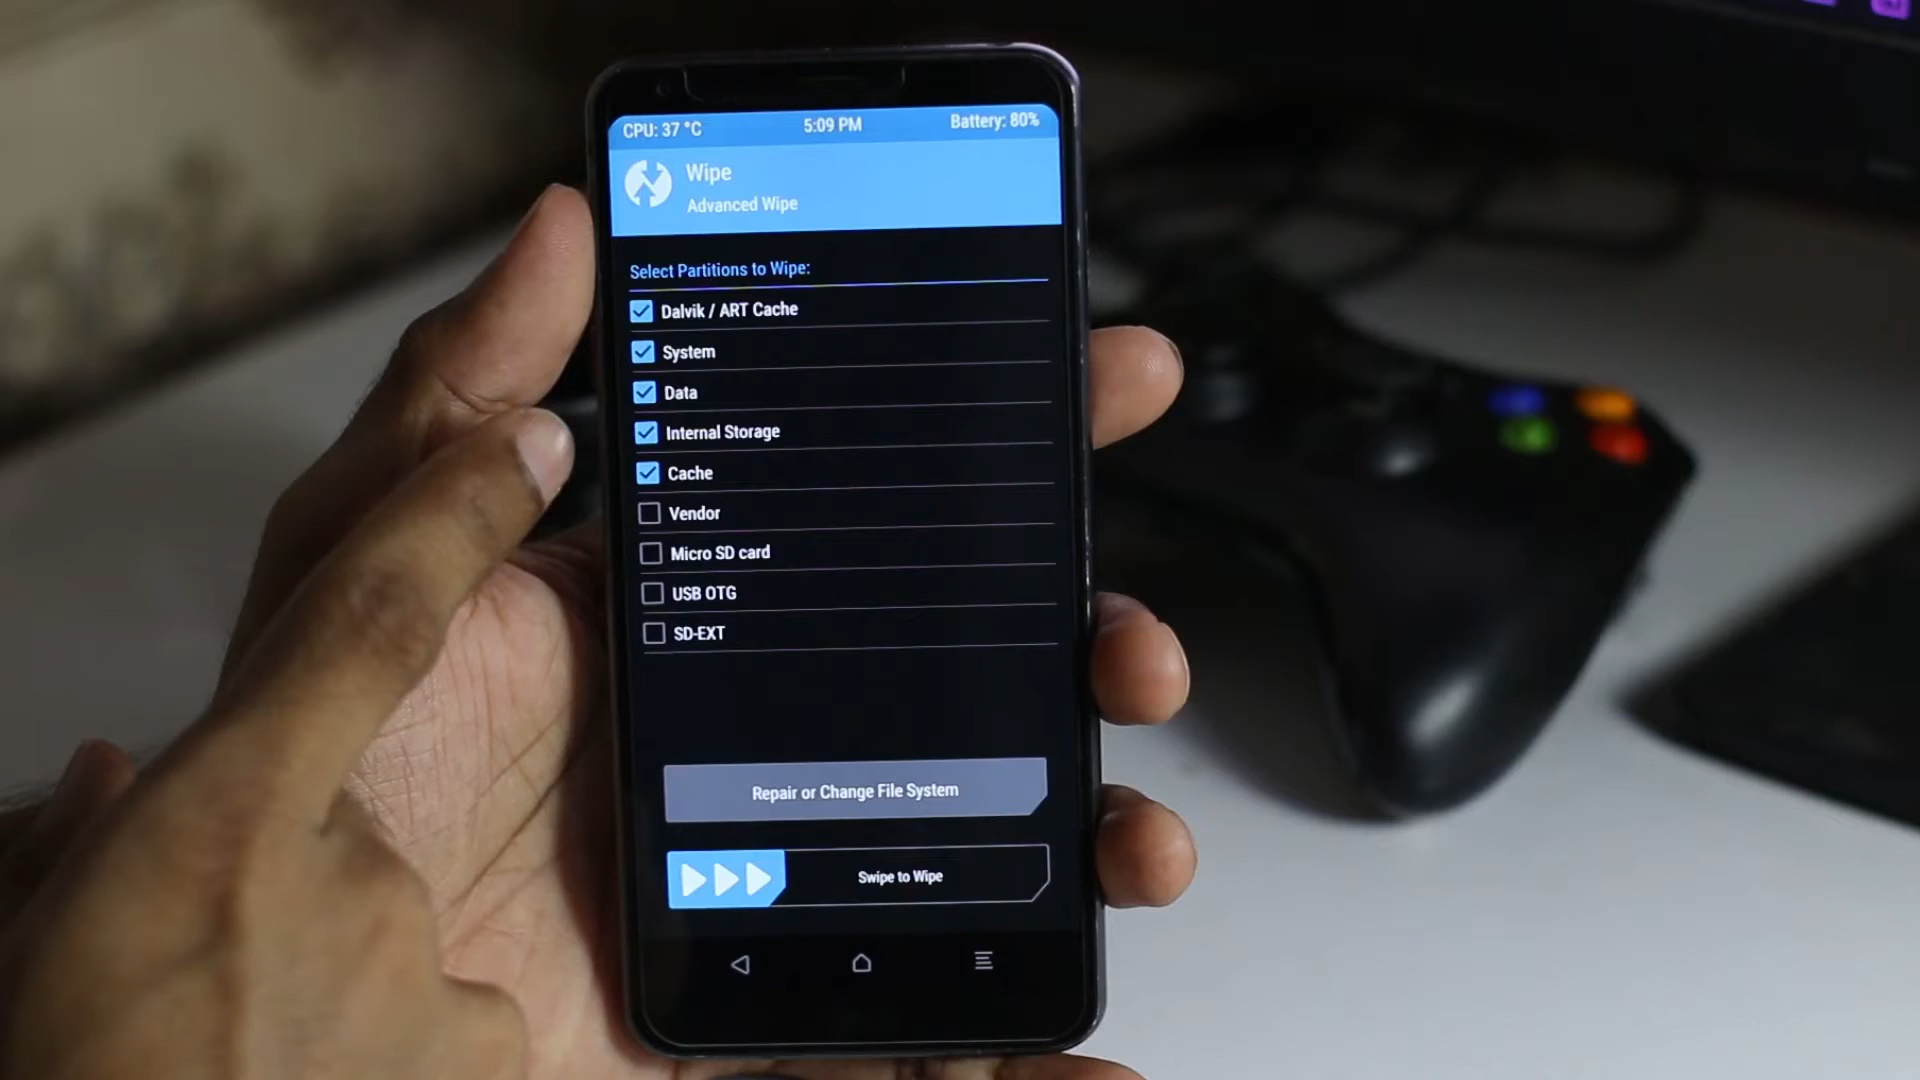 CPU: 37 °C 5:09 PM Battery: 80%
Wipe
Advanced Wipe
Select Partitions to Wipe:
Dalvik / ART Cache
System
Data
Internal Storage
Cache
Vendor
Micro SD card
USB OTG
SD-EXT
Repair or Change File System
Swipe to Wipe